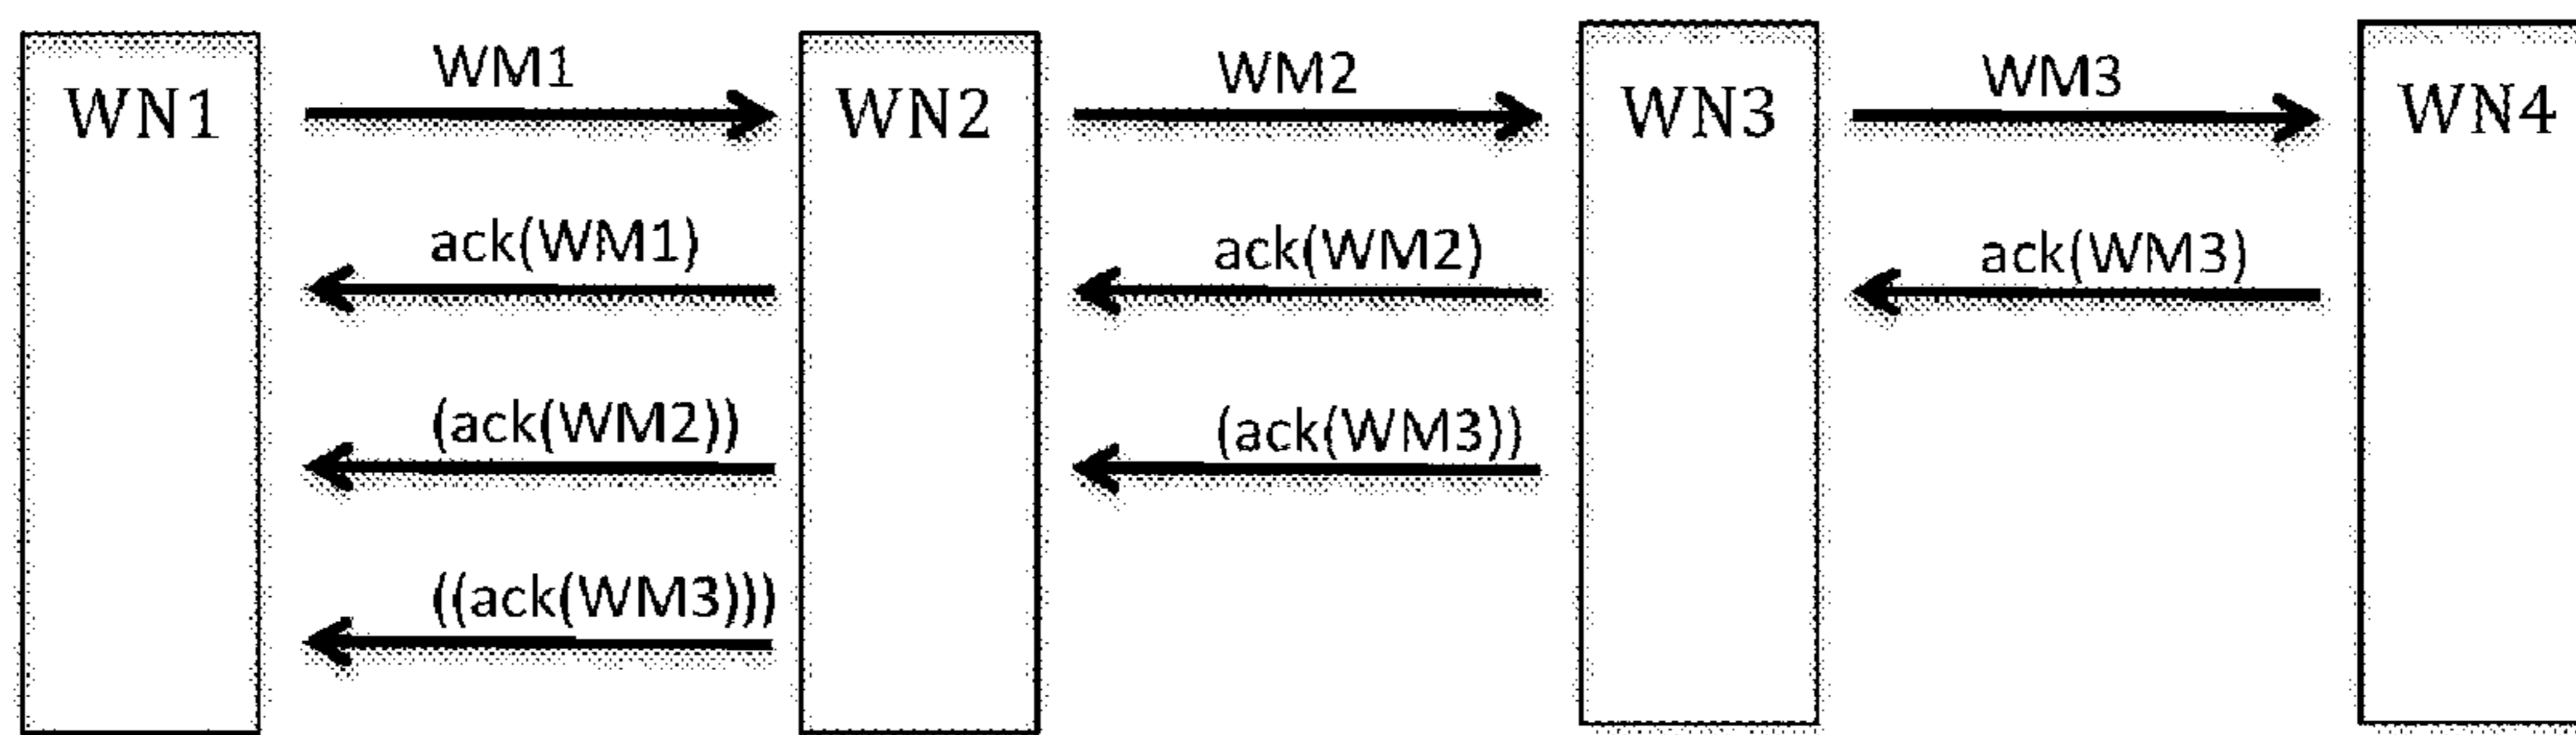 WM1 WM2 WM3
WN1 WN2 WN3 WN4
ack(WM1) ack(WM2) ack(WM3)
(ack(WM2)) (ack(WM3))
((ack(WM3)))